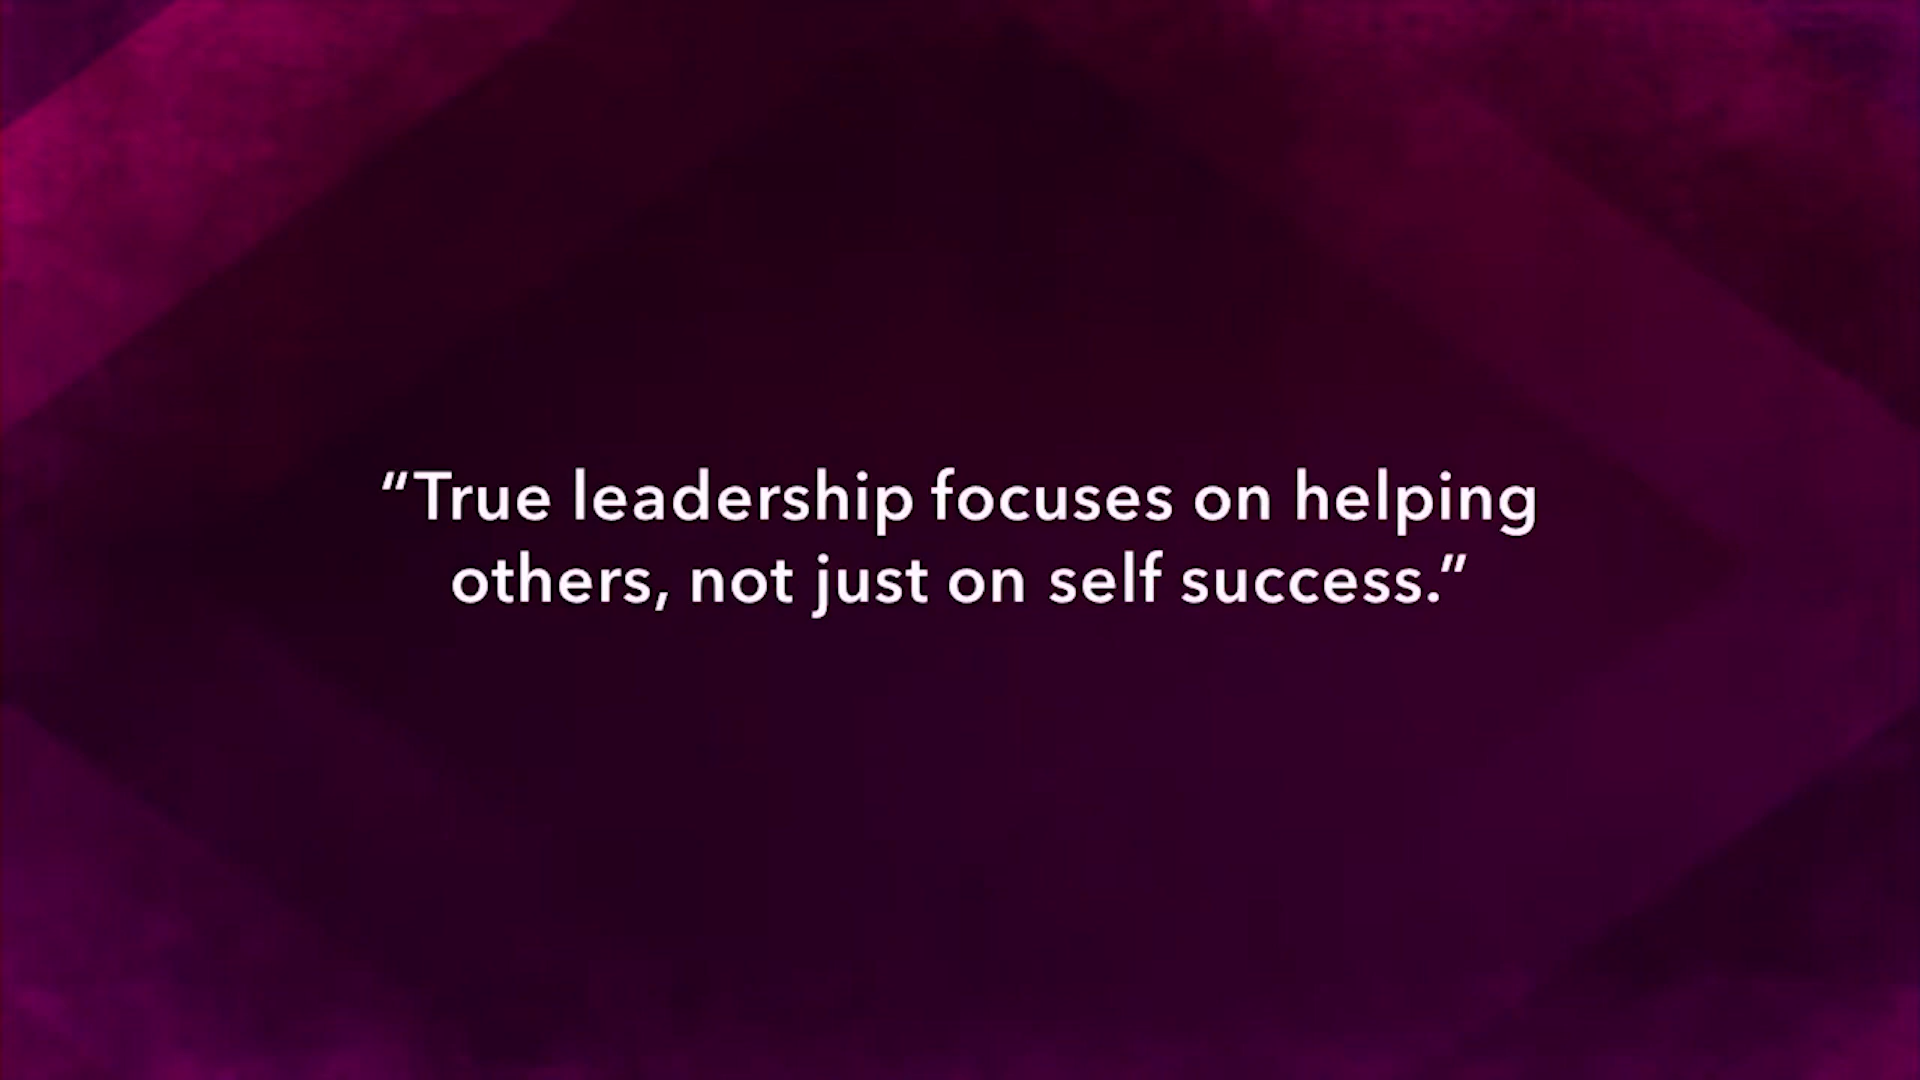 “True leadership focuses on helping
others, not just on self success.”